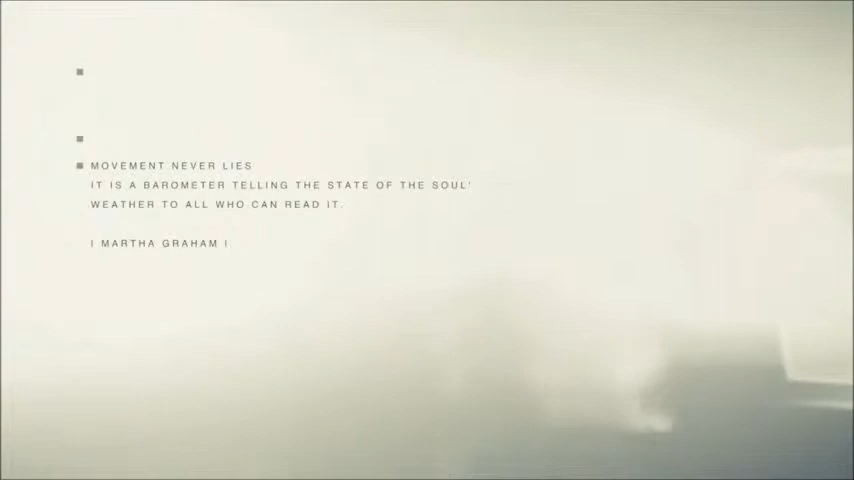 MOVEMENT NEVER LIES
IT IS A BAROMETER TELLING THE STATE OF THE SOUL'
WEATHER TO ALL WHO CAN READ IT.
| MARTHA GRAHAM |